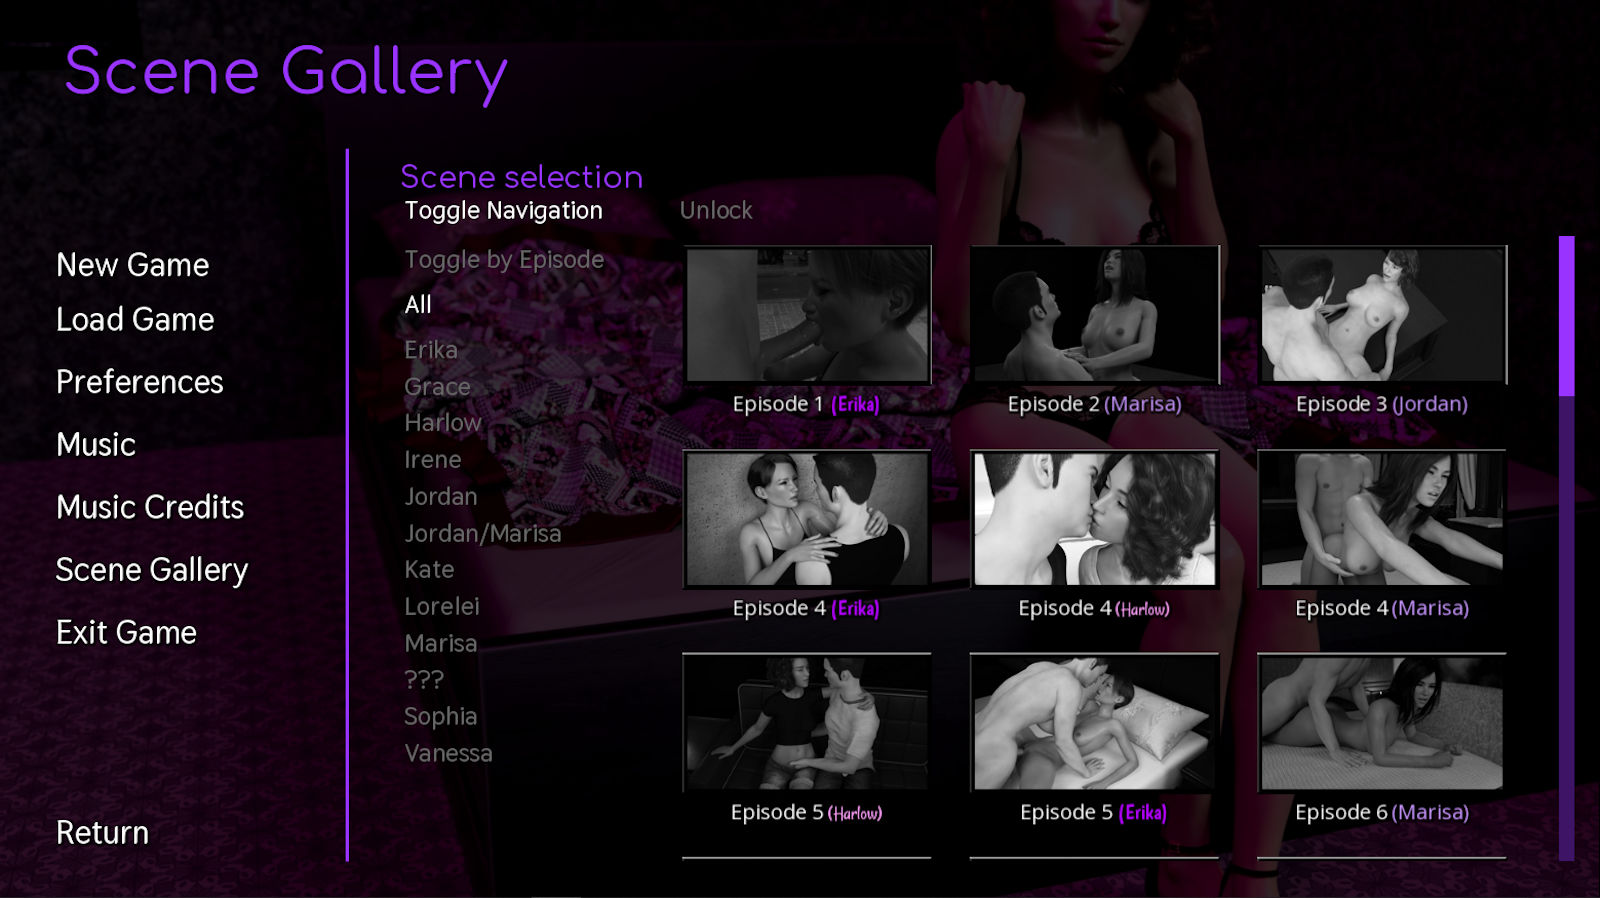 Scene Gallery
New Game
Load Game
Preferences
Music
Music Credits
Scene Gallery
Exit Game
Return
Scene selection
Toggle Navigation
Unlock
Toggle by Episode
All
Erika
Grace
Harlow
Irene
Jordan
Jordan/Marisa
Kate
Lorelei
Marisa
???
Sophia
Vanessa
Episode 1 (Erika)
Episode 2 (Marisa)
Episode 3 (Jordan)
Episode 4 (Erika)
Episode 4 (Harlow)
Episode 4 (Marisa)
Episode 5 (Harlow)
Episode 5 (Erika)
Episode 6 (Marisa)